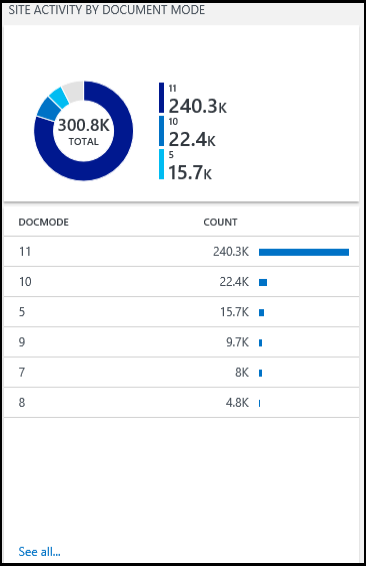 SITE ACTIVITY BY DOCUMENT MODE
300.8K
TOTAL
11
240.3K
10
22.4K
5
15.7K
DOCMODE COUNT
11 240.3K
10 22.4K
5 15.7K
9 9.7K
7 8K
8 4.8K
See all...